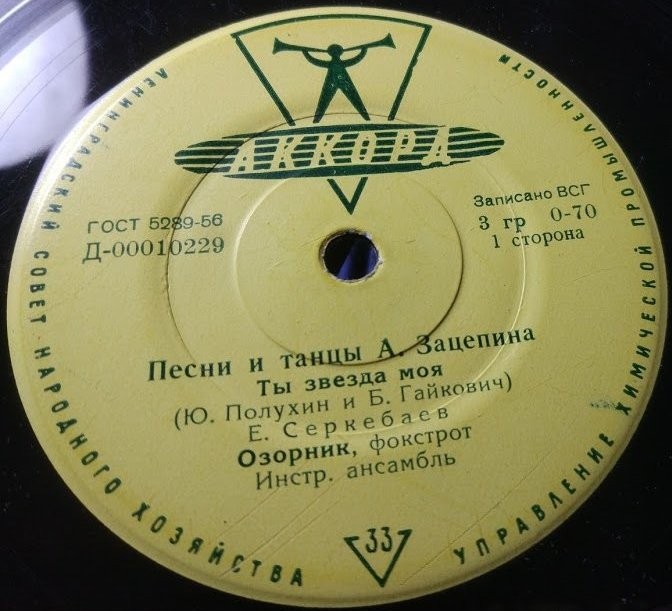 ЛЕНИНГРАДСКИЙ СОВЕТ НАРОДНОГО ХОЗЯЙСТВА
УПРАВЛЕНИЕ ХИМИЧЕСКОЙ ПРОМЫШЛЕННОСТИ
АККОРД
ГОСТ 5289-56
Д-00010229
Записано ВСГ
3 гр 0-70
1 сторона
Песни и танцы А. Зацепина
Ты звезда моя
(Ю. Полухин и Б. Гайкович)
Е. Серкебаев
Озорник, фокстрот
Инстр. ансамбль
33